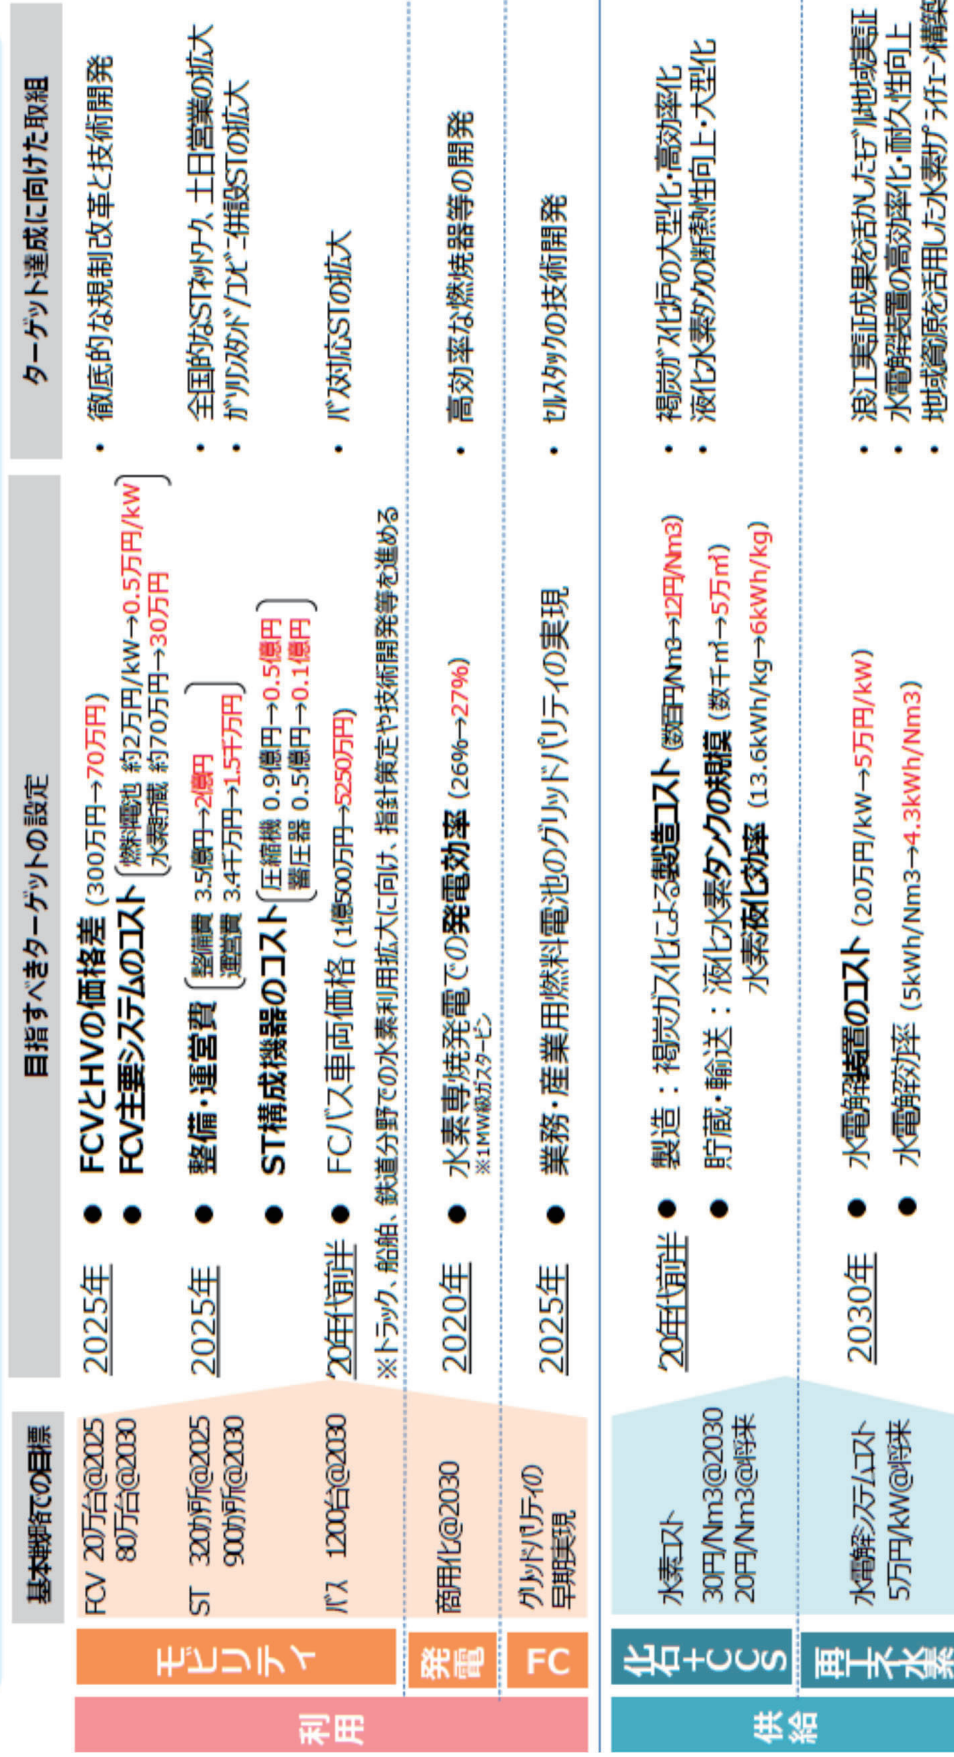 基本戦略での目標
目指すべきターゲットの設定
ターゲット達成に向けた取組
利用
モビリティ
FCV 20万台@2025
80万台@2030
2025年
● FCVとHVの価格差 (300万円→70万円)
● FCV主要システムのコスト
燃料電池 約2万円/kW→0.5万円/kW
水素貯蔵 約70万円→30万円
• 徹底的な規制改革と技術開発
ST 320か所@2025
900か所@2030
2025年
● 整備・運営費
整備費 3.5億円→2億円
運営費 3.4千万円→1.5千万円
● ST構成機器のコスト
圧縮機 0.9億円→0.5億円
蓄圧器 0.5億円→0.1億円
• 全国的なSTネットワーク、土日営業の拡大
• ガソリンスタンド/コンビニ併設STの拡大
バス 1200台@2030
'20年代前半
● FCバス車両価格 (1億500万円→5250万円)
• バス対応STの拡大
※トラック、船舶、鉄道分野での水素利用拡大に向け、指針策定や技術開発等を進める
発電
商用化@2030
2020年
● 水素専焼発電での発電効率 (26%→27%)
※1MW級ガスタービン
• 高効率な燃焼器等の開発
FC
グリッドパリティの
早期実現
2025年
● 業務・産業用燃料電池のグリッドパリティの実現
• セルスタックの技術開発
供給
化石+CCS
水素コスト
30円/Nm3@2030
20円/Nm3@将来
'20年代前半
● 製造：褐炭ガス化による製造コスト (数百円/Nm3→12円/Nm3)
● 貯蔵・輸送：液化水素タンクの規模 (数千㎥→5万㎥)
水素液化効率 (13.6kWh/kg→6kWh/kg)
• 褐炭ガス化炉の大型化・高効率化
• 液化水素タンクの断熱性向上・大型化
再エネ水素
水電解システムコスト
5万円/kW@将来
2030年
● 水電解装置のコスト (20万円/kW→5万円/kW)
● 水電解効率 (5kWh/Nm3→4.3kWh/Nm3)
• 浪江実証成果を活かしたモデル地域実証
• 水電解装置の高効率化・耐久性向上
• 地域資源を活用した水素サプライチェーン構築